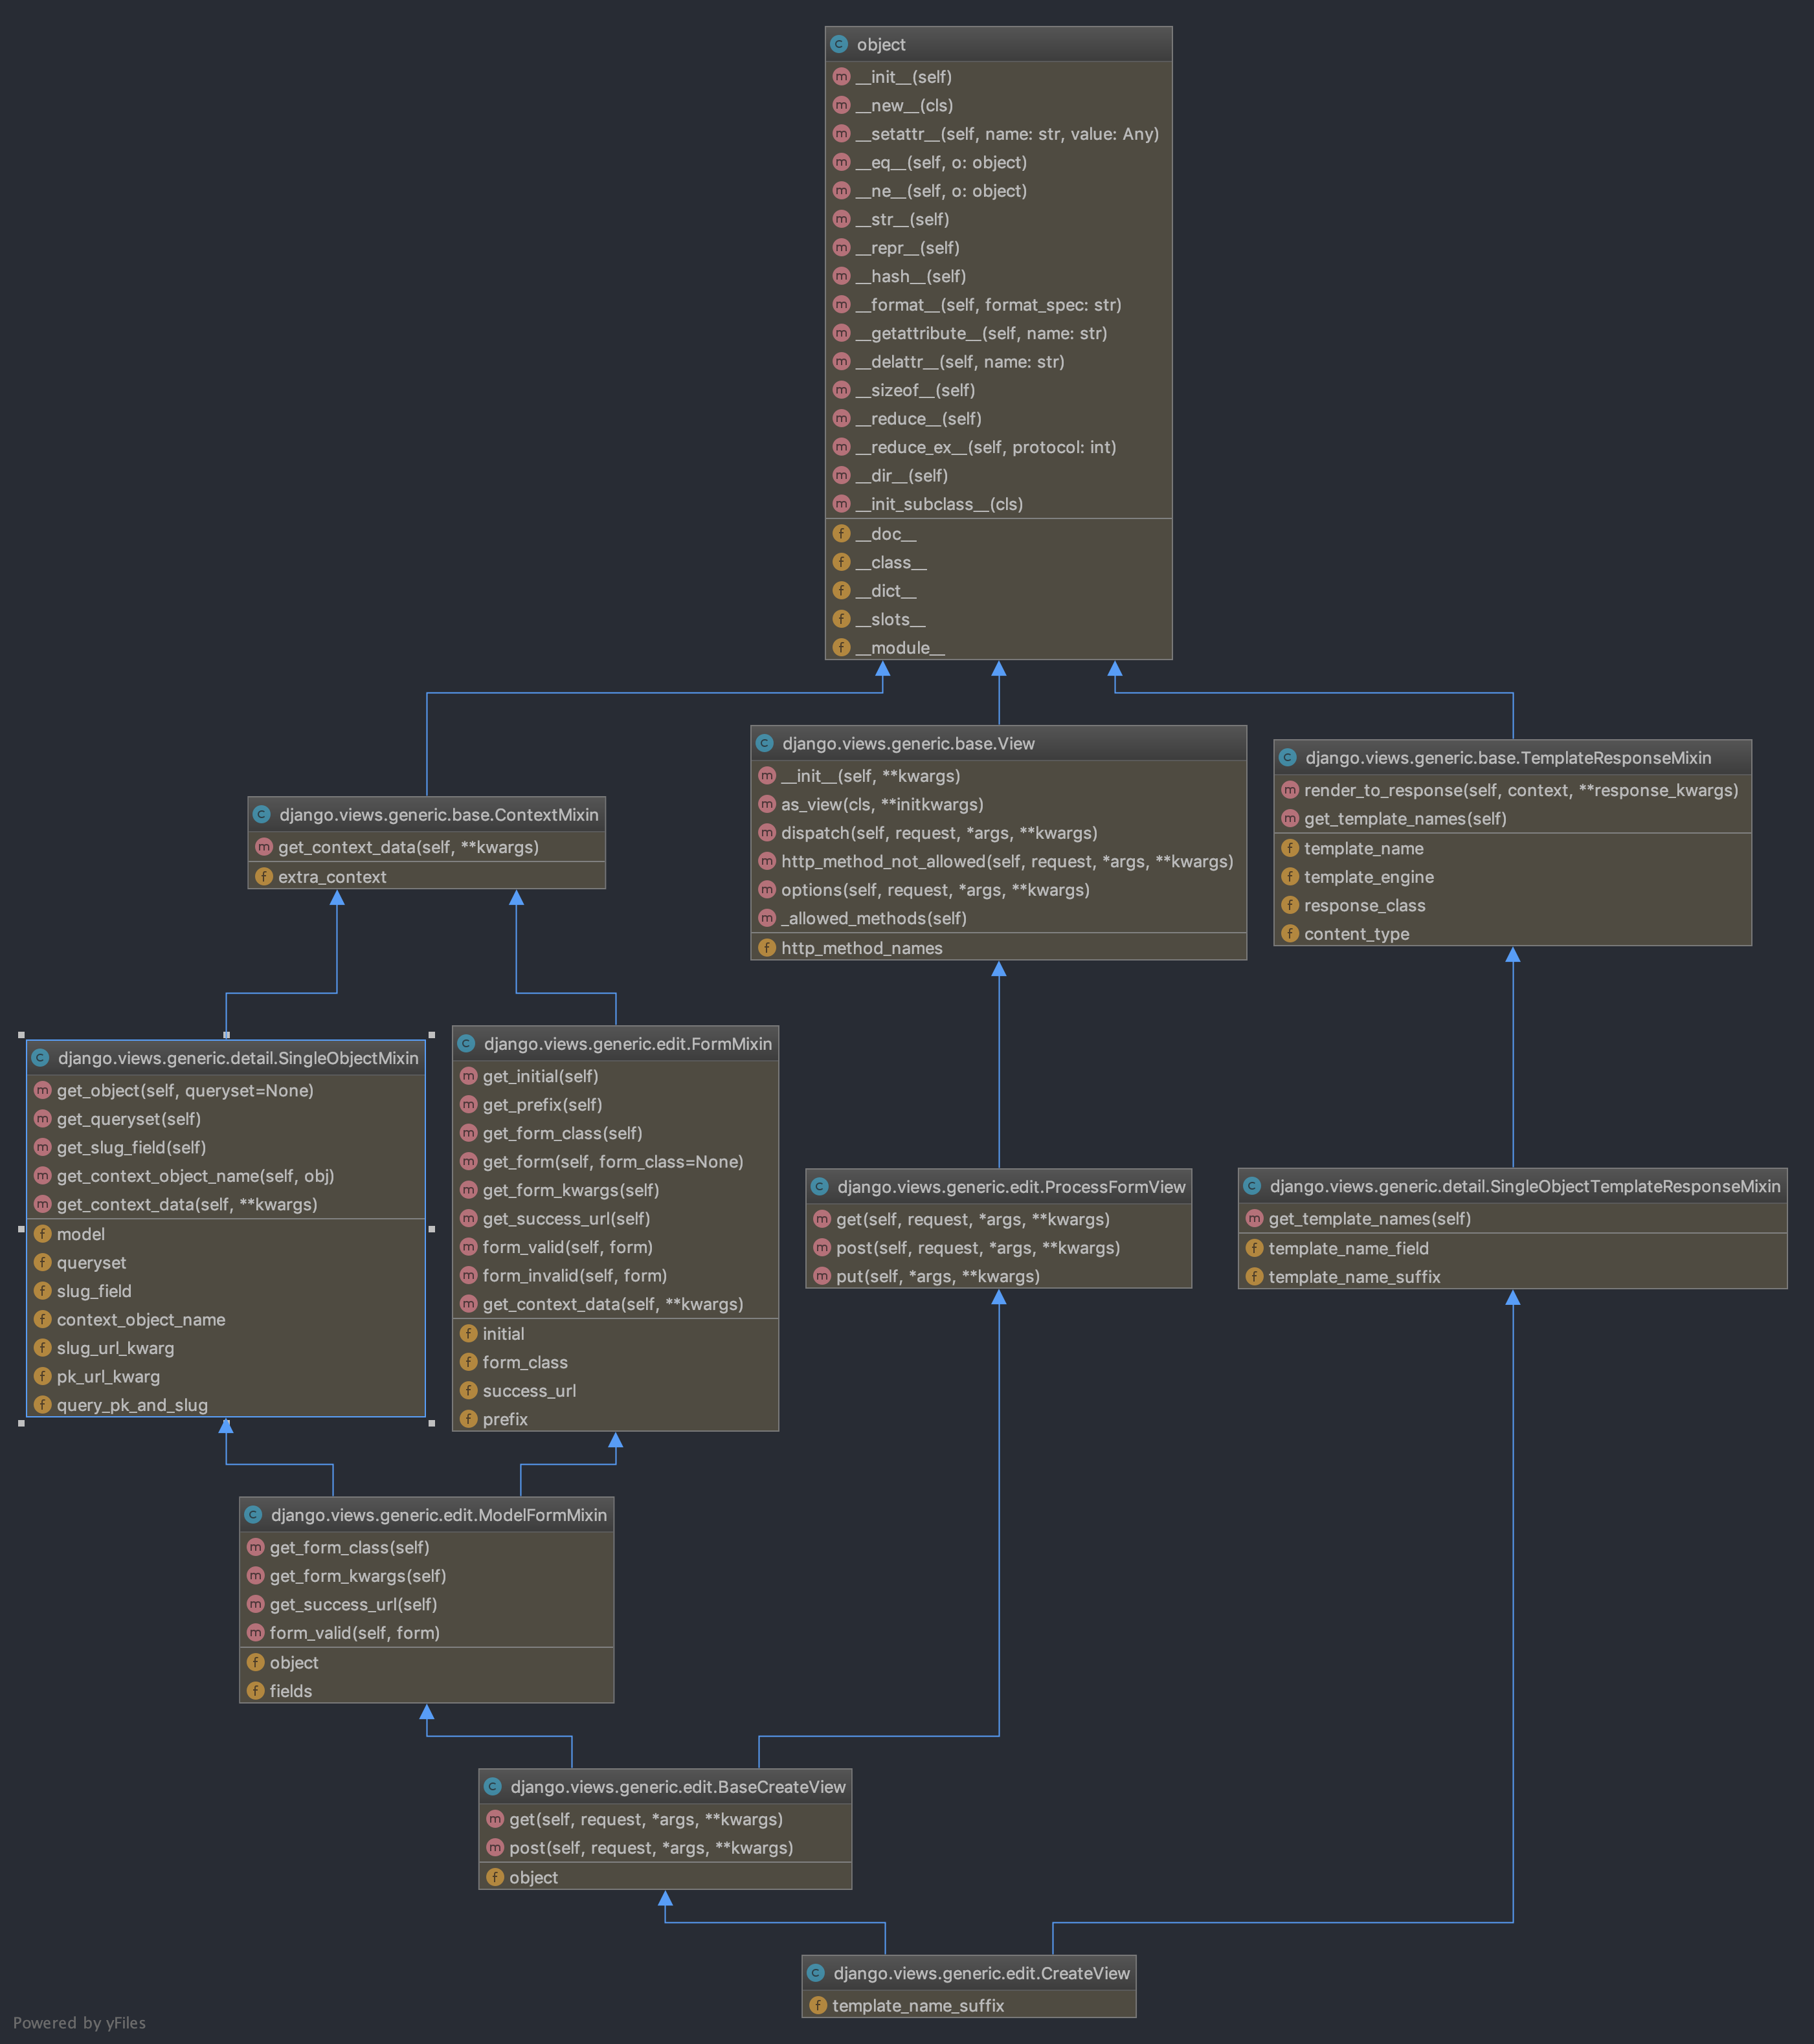 object
__init__(self)
__new__(cls)
__setattr__(self, name: str, value: Any)
__eq__(self, o: object)
__ne__(self, o: object)
__str__(self)
__repr__(self)
__hash__(self)
__format__(self, format_spec: str)
__getattribute__(self, name: str)
__delattr__(self, name: str)
__sizeof__(self)
__reduce__(self)
__reduce_ex__(self, protocol: int)
__dir__(self)
__init_subclass__(cls)
__doc__
__class__
__dict__
__slots__
__module__
django.views.generic.base.ContextMixin
get_context_data(self, **kwargs)
extra_context
django.views.generic.base.View
__init__(self, **kwargs)
as_view(cls, **initkwargs)
dispatch(self, request, *args, **kwargs)
http_method_not_allowed(self, request, *args, **kwargs)
options(self, request, *args, **kwargs)
_allowed_methods(self)
http_method_names
django.views.generic.base.TemplateResponseMixin
render_to_response(self, context, **response_kwargs)
get_template_names(self)
template_name
template_engine
response_class
content_type
django.views.generic.detail.SingleObjectMixin
get_object(self, queryset=None)
get_queryset(self)
get_slug_field(self)
get_context_object_name(self, obj)
get_context_data(self, **kwargs)
model
queryset
slug_field
context_object_name
slug_url_kwarg
pk_url_kwarg
query_pk_and_slug
django.views.generic.edit.FormMixin
get_initial(self)
get_prefix(self)
get_form_class(self)
get_form(self, form_class=None)
get_form_kwargs(self)
get_success_url(self)
form_valid(self, form)
form_invalid(self, form)
get_context_data(self, **kwargs)
initial
form_class
success_url
prefix
django.views.generic.edit.ProcessFormView
get(self, request, *args, **kwargs)
post(self, request, *args, **kwargs)
put(self, *args, **kwargs)
django.views.generic.detail.SingleObjectTemplateResponseMixin
get_template_names(self)
template_name_field
template_name_suffix
django.views.generic.edit.ModelFormMixin
get_form_class(self)
get_form_kwargs(self)
get_success_url(self)
form_valid(self, form)
object
fields
django.views.generic.edit.BaseCreateView
get(self, request, *args, **kwargs)
post(self, request, *args, **kwargs)
object
django.views.generic.edit.CreateView
template_name_suffix
Powered by yFiles